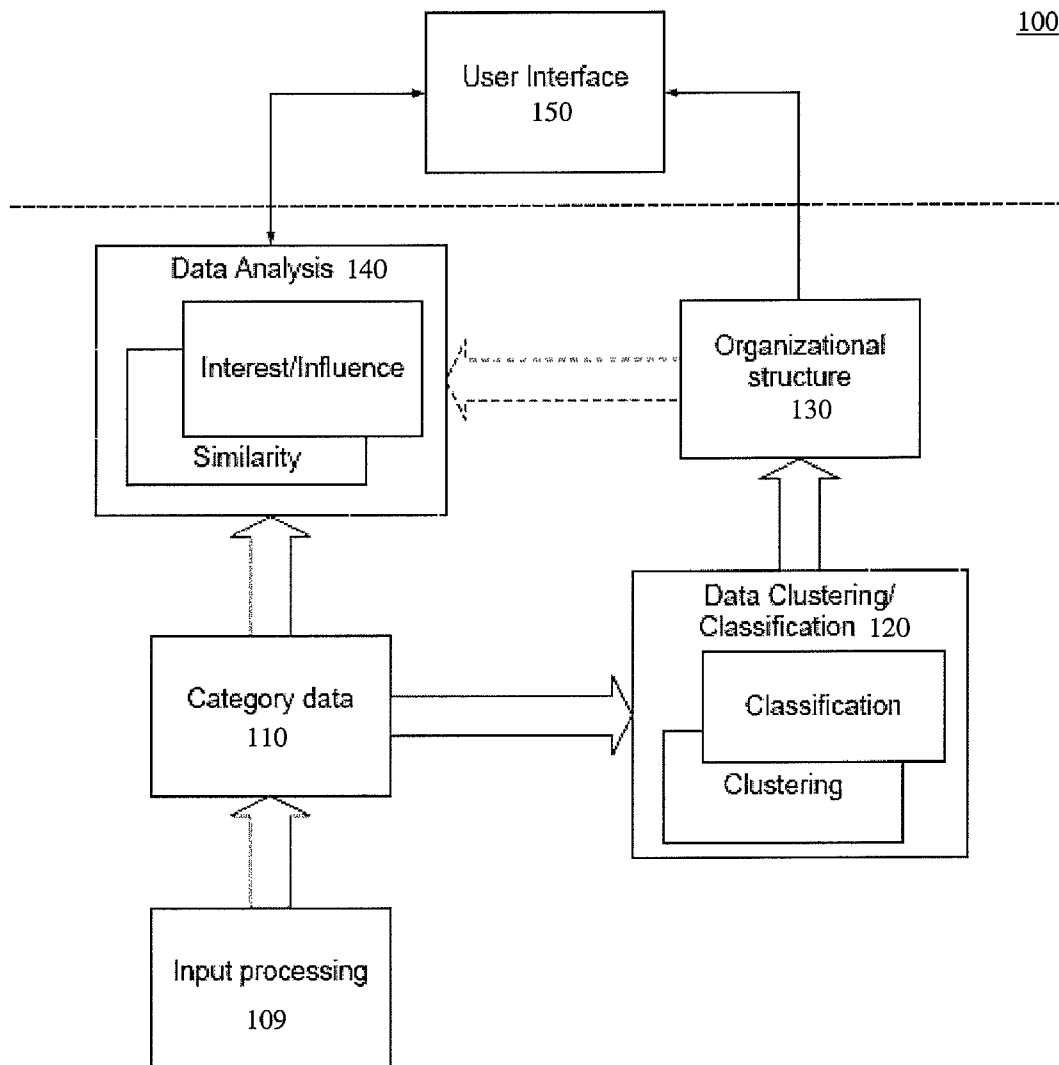 100
User Interface
150
Data Analysis 140
Interest/Influence
Similarity
Organizational
structure
130
Data Clustering/
Classification 120
Classification
Clustering
Category data
110
Input processing
109